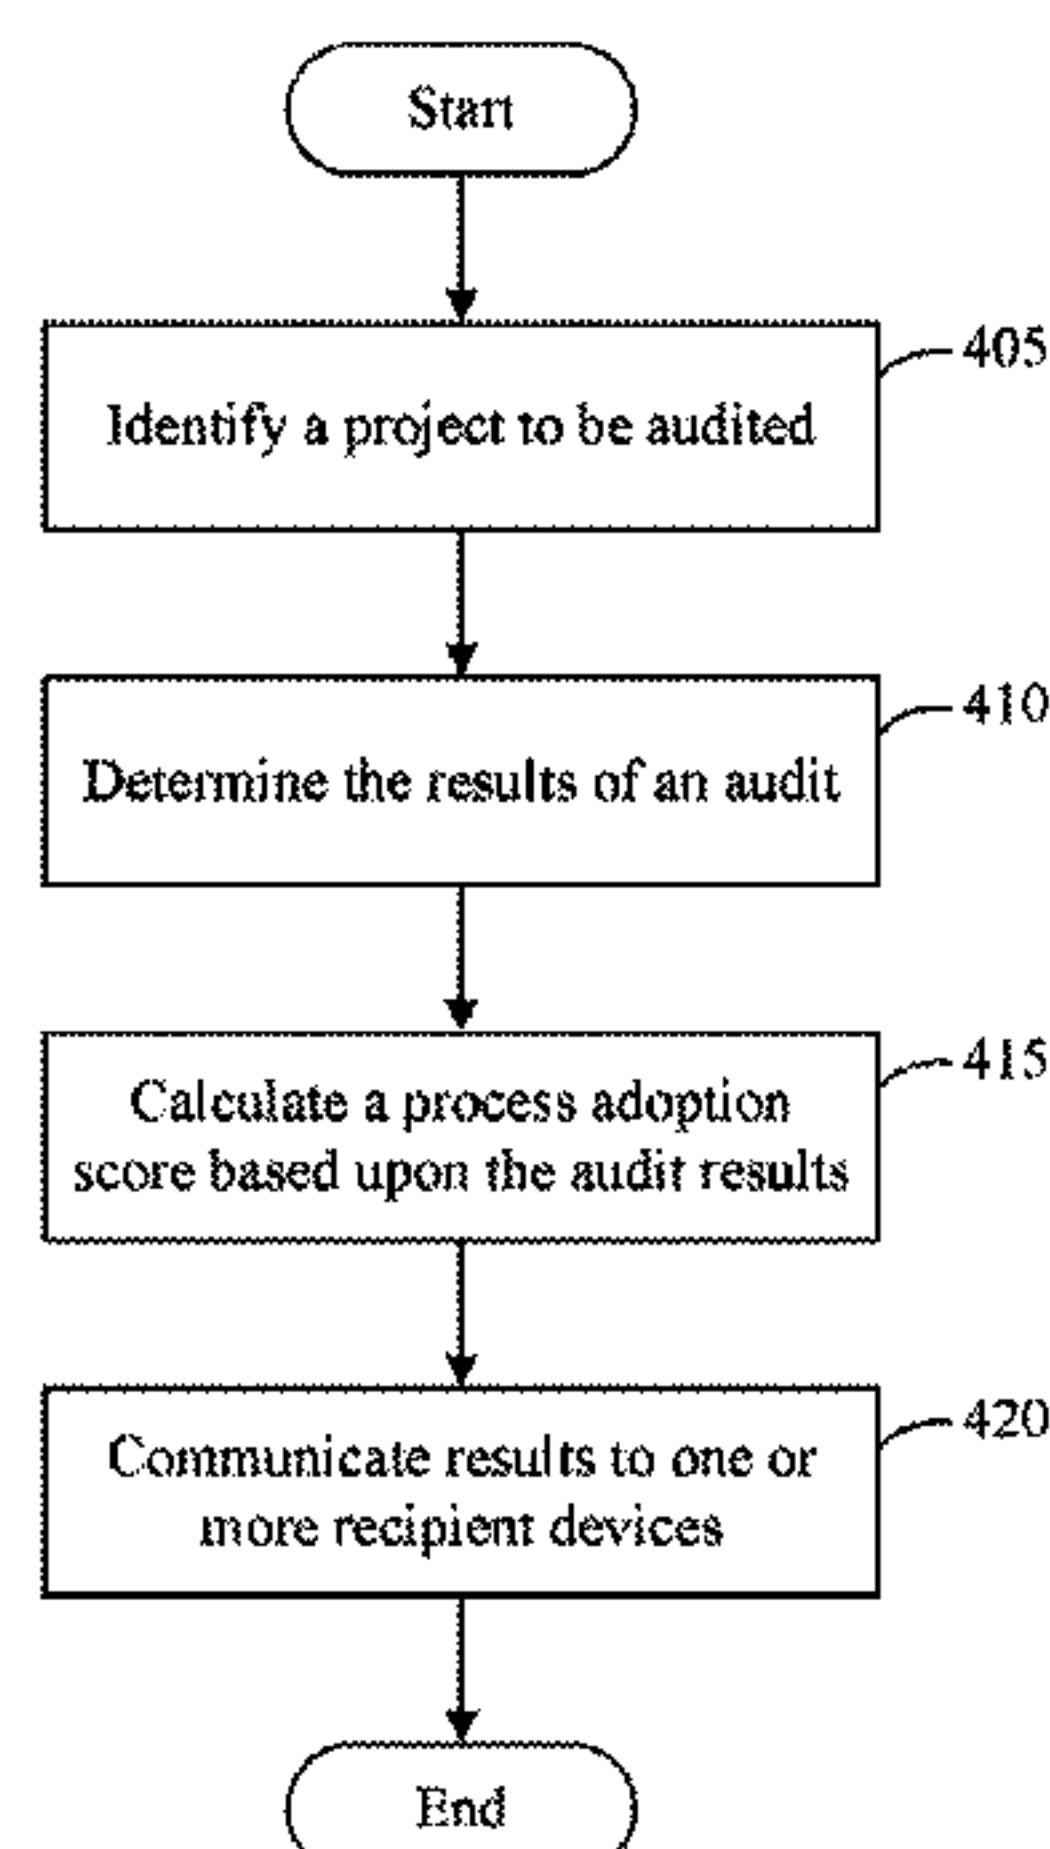 Start
405
Identify a project to be audited
410
Determine the results of an audit
415
Calculate a process adoption
score based upon the audit results
420
Communicate results to one or
more recipient devices
End